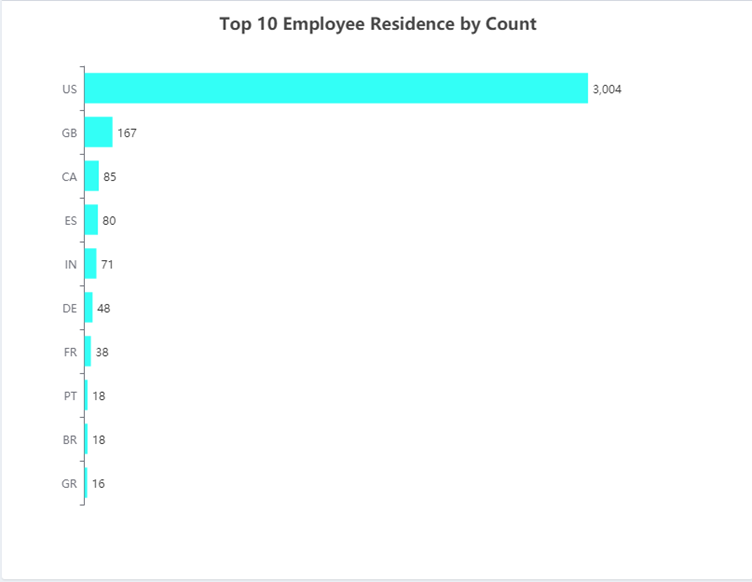 Top 10 Employee Residence by Count
US 3,004
GB 167
CA 85
ES 80
IN 71
DE 48
FR 38
PT 18
BR 18
GR 16